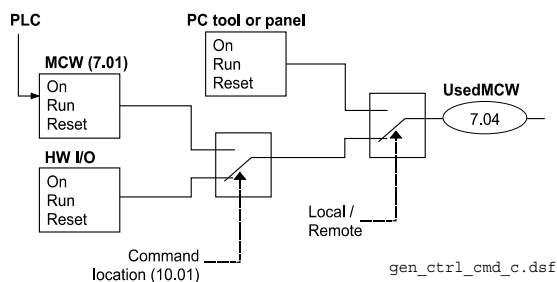 PLC
PC tool or panel
MCW (7.01)
On
Run
Reset
On
Run
Reset
UsedMCW
7.04
HW I/O
On
Run
Reset
Local /
Remote
Command
location (10.01)
gen_ctrl_cmd_c.dsf